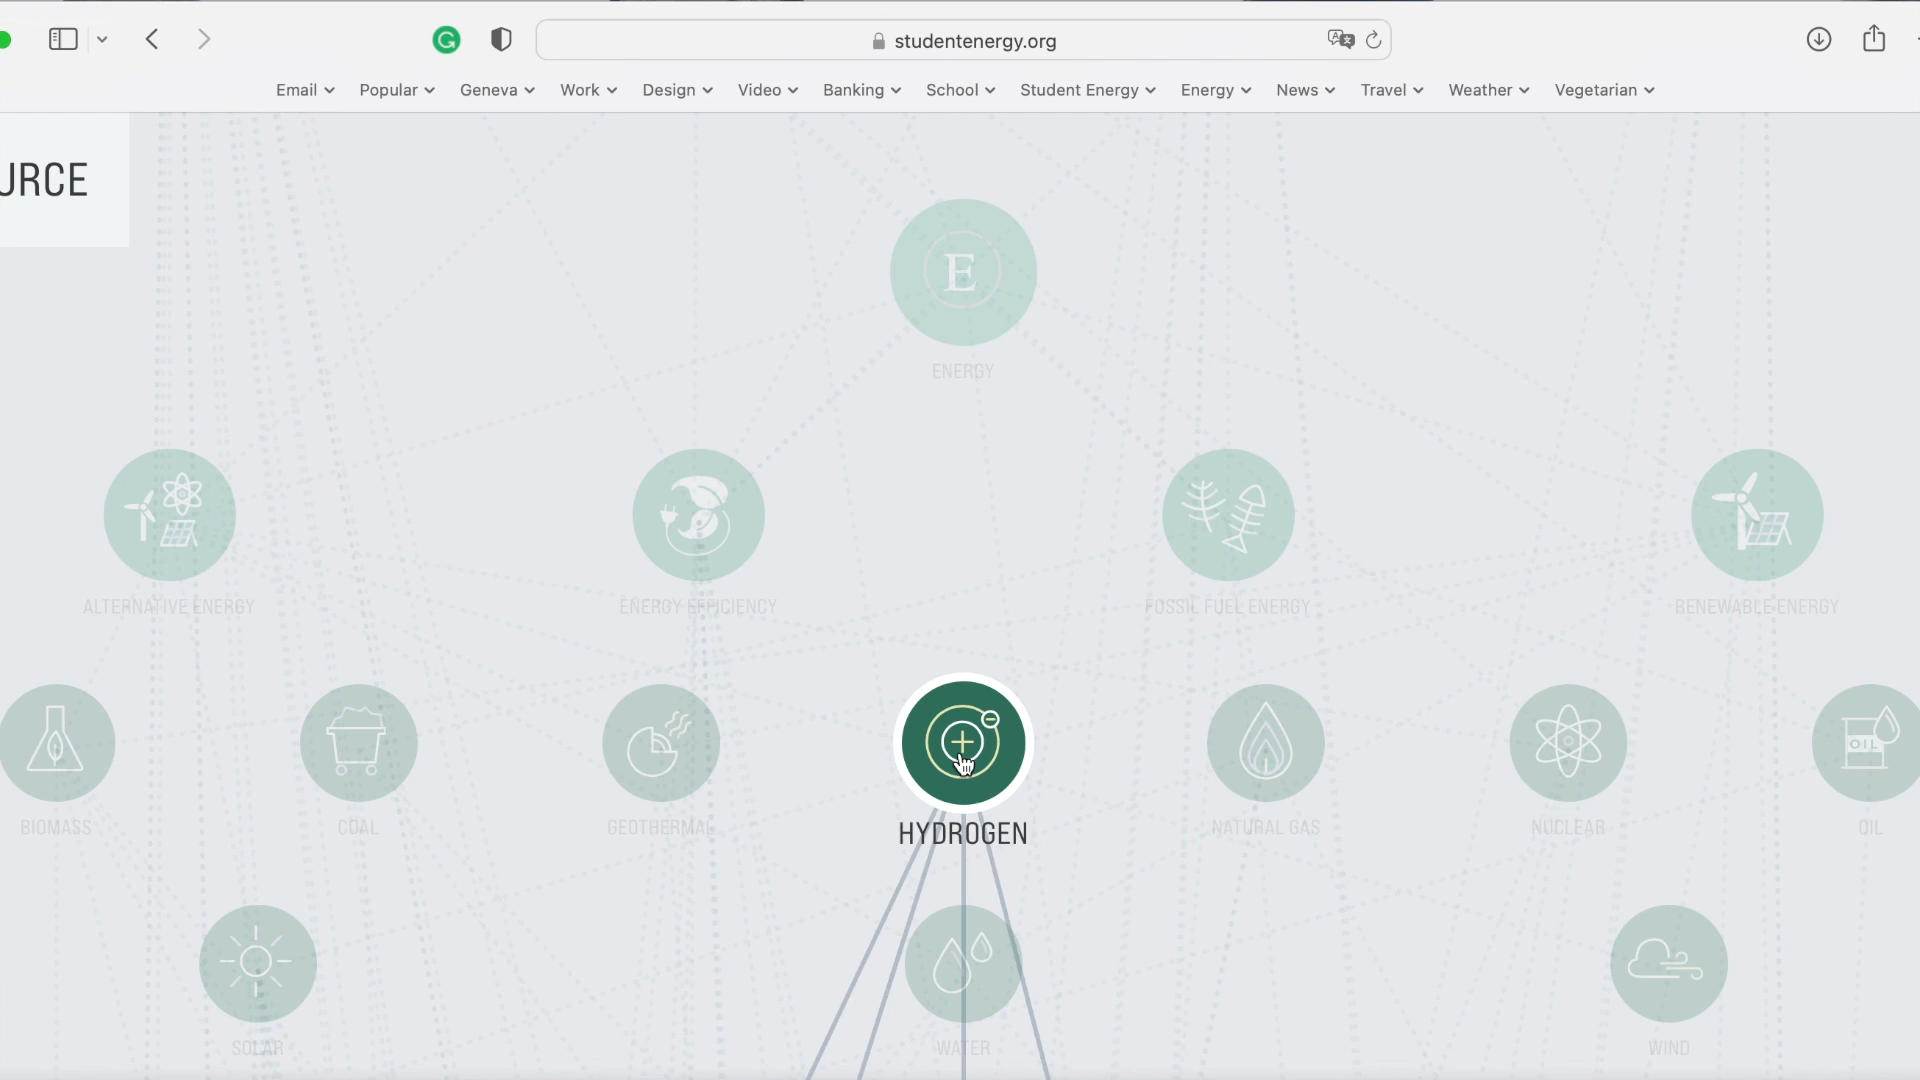 studentenergy.org
Email Popular Geneva Work Design Video Banking School Student Energy Energy News Travel Weather Vegetarian
URCE
E
ENERGY
ALTERNATIVE ENERGY ENERGY EFFICIENCY FOSSIL FUEL ENERGY RENEWABLE ENERGY
OIL
BIOMASS COAL GEOTHERMAL HYDROGEN NATURAL GAS NUCLEAR OIL
SOLAR WATER WIND